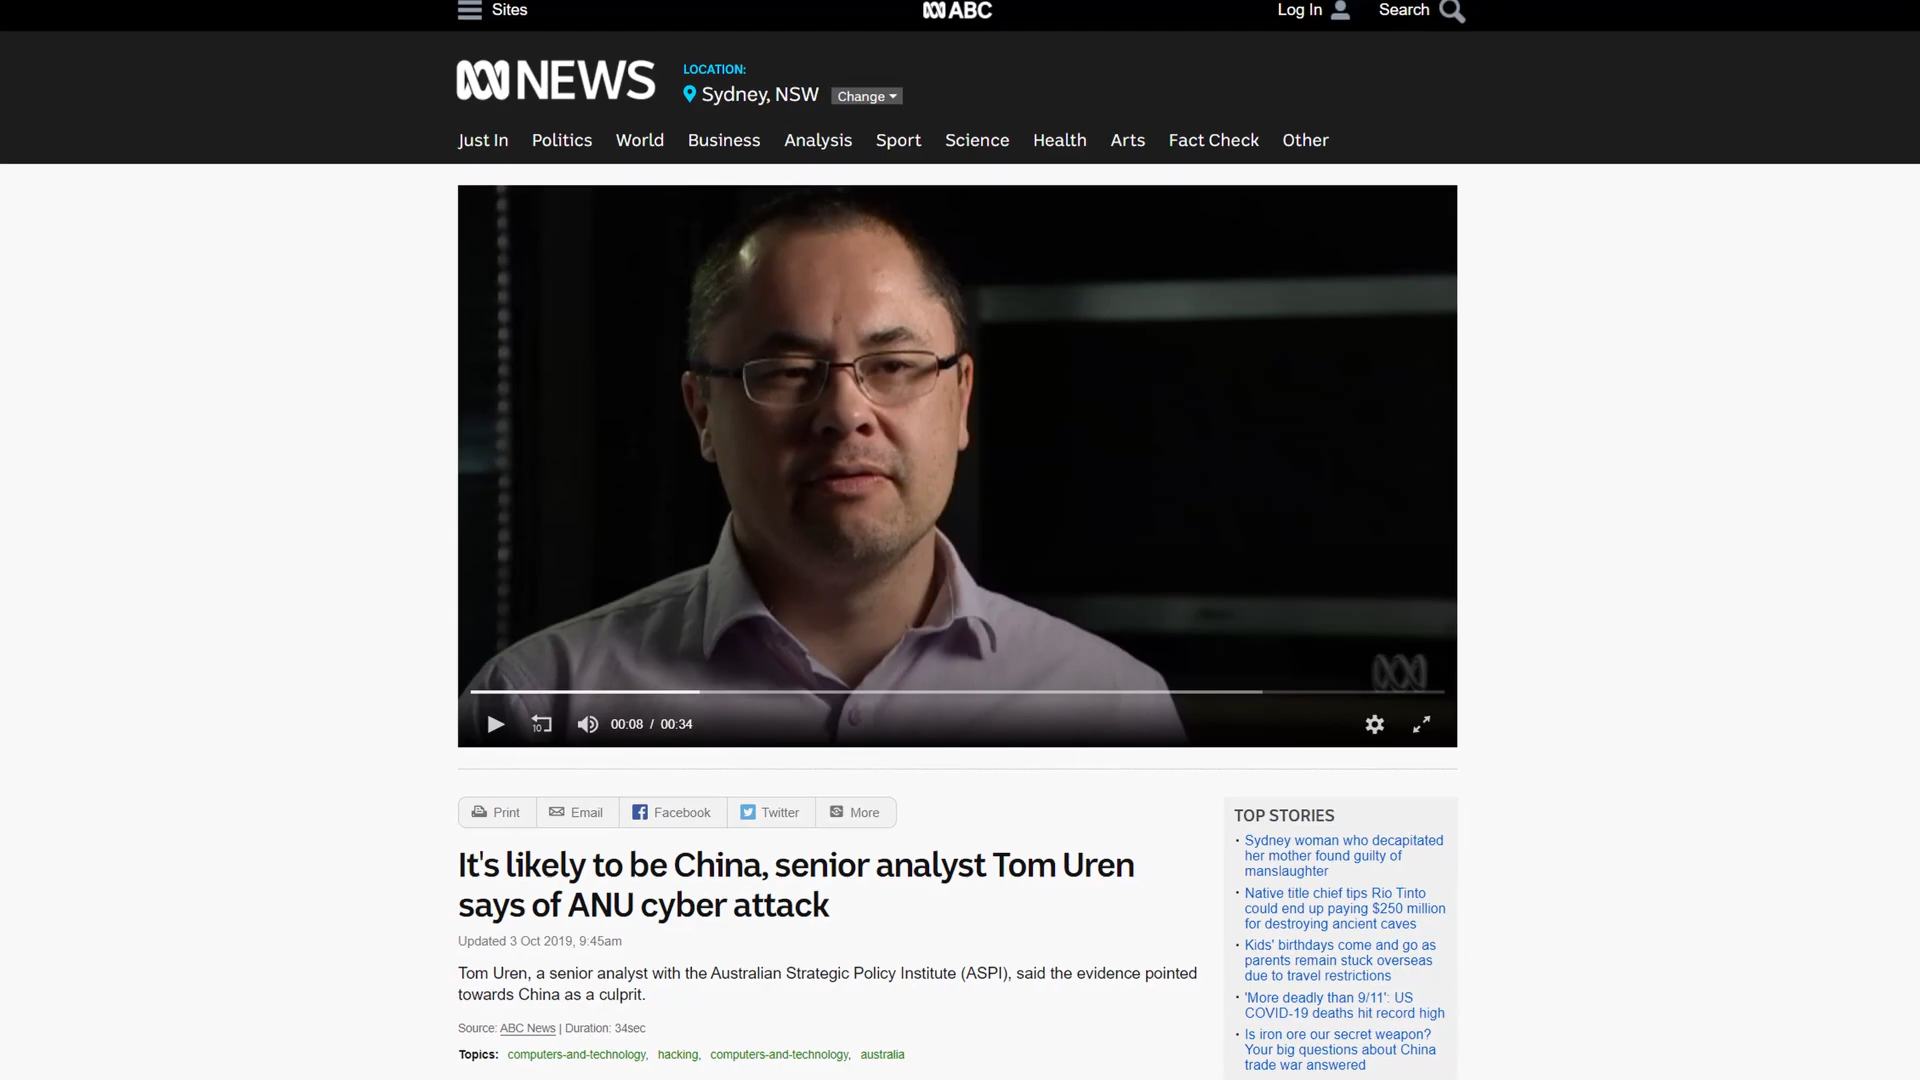 Sites
ABC
Log In
Search
NEWS
LOCATION:
Sydney, NSW
Change
Just In Politics World Business Analysis Sport Science Health Arts Fact Check Other
10
00:08 / 00:34
Print Email Facebook Twitter More
It's likely to be China, senior analyst Tom Uren
says of ANU cyber attack
Updated 3 Oct 2019, 9:45am
Tom Uren, a senior analyst with the Australian Strategic Policy Institute (ASPI), said the evidence pointed
towards China as a culprit.
Source: ABC News | Duration: 34sec
Topics: computers-and-technology, hacking, computers-and-technology, australia
TOP STORIES
Sydney woman who decapitated
her mother found guilty of
manslaughter
Native title chief tips Rio Tinto
could end up paying $250 million
for destroying ancient caves
Kids' birthdays come and go as
parents remain stuck overseas
due to travel restrictions
'More deadly than 9/11': US
COVID-19 deaths hit record high
Is iron ore our secret weapon?
Your big questions about China
trade war answered